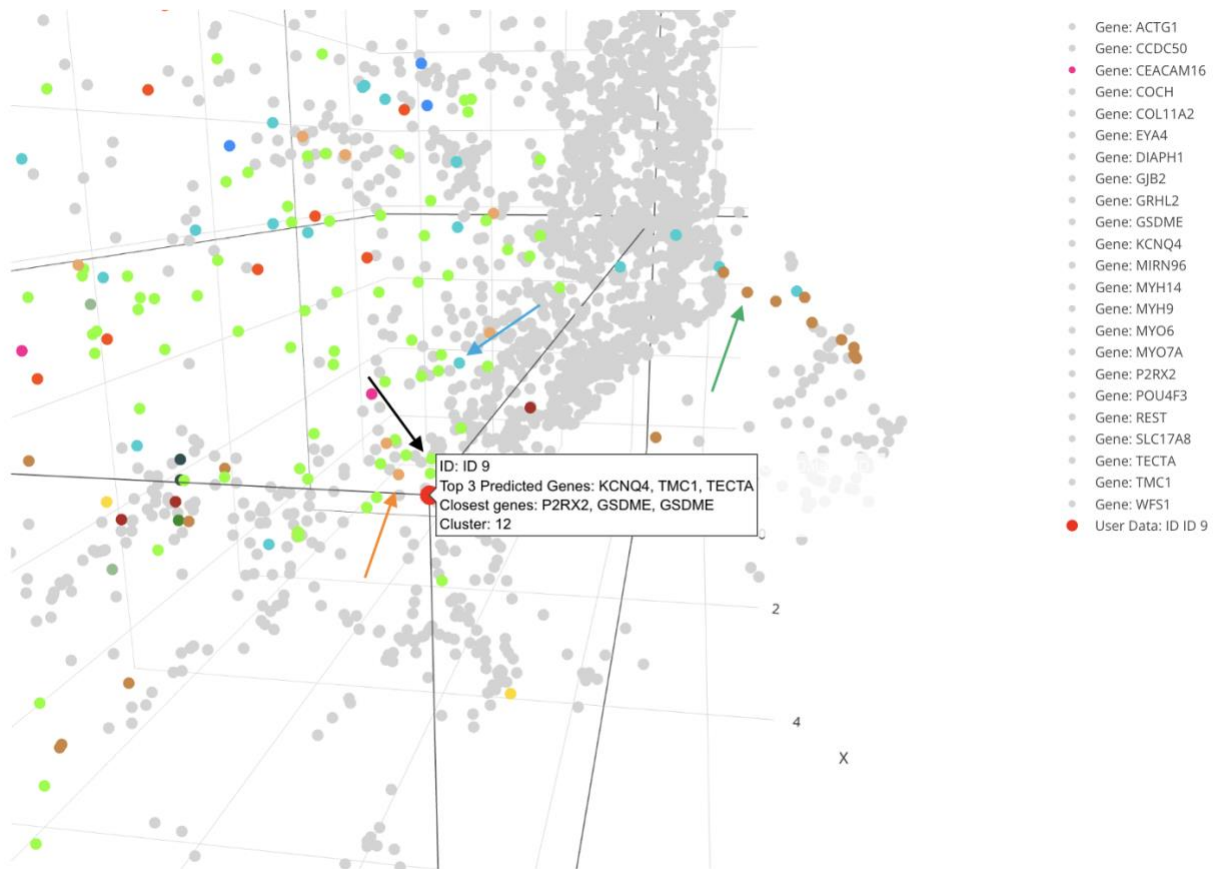 Gene: ACTG1
Gene: CCDC50
Gene: CEACAM16
Gene: COCH
Gene: COL11A2
Gene: EYA4
Gene: DIAPH1
Gene: GJB2
Gene: GRHL2
Gene: GSDME
Gene: KCNQ4
Gene: MIRN96
Gene: MYH14
Gene: MYH9
Gene: MYO6
Gene: MYO7A
Gene: P2RX2
Gene: POU4F3
Gene: REST
Gene: SLC17A8
Gene: TECTA
Gene: TMC1
Gene: WFS1
User Data: ID ID 9
ID: ID 9
Top 3 Predicted Genes: KCNQ4, TMC1, TECTA
Closest genes: P2RX2, GSDME, GSDME
Cluster: 12
0
2
4
X